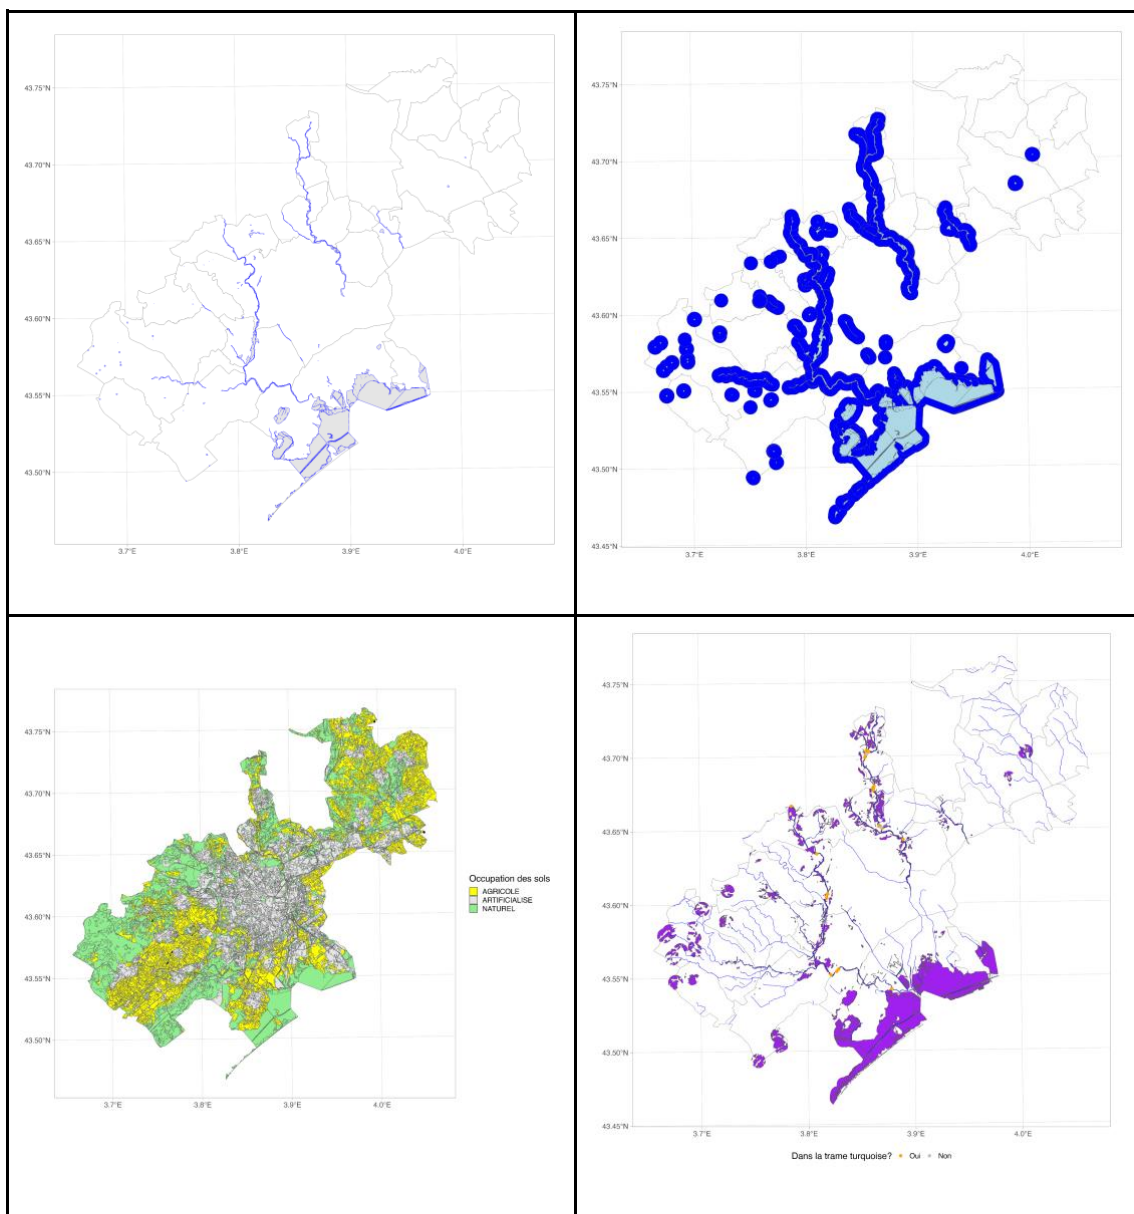 43.75°N
43.70°N
43.65°N
43.60°N
43.55°N
43.50°N
3.7°E 3.8°E 3.9°E 4.0°E
43.75°N
43.70°N
43.65°N
43.60°N
43.55°N
43.50°N
43.45°N
3.7°E 3.8°E 3.9°E 4.0°E
43.75°N
43.70°N
43.65°N
43.60°N
43.55°N
43.50°N
3.7°E 3.8°E 3.9°E 4.0°E
Occupation des sols
AGRICOLE
ARTIFICIALISE
NATUREL
43.75°N
43.70°N
43.65°N
43.60°N
43.55°N
43.50°N
43.45°N
3.7°E 3.8°E 3.9°E 4.0°E
Dans la trame turquoise? Oui Non